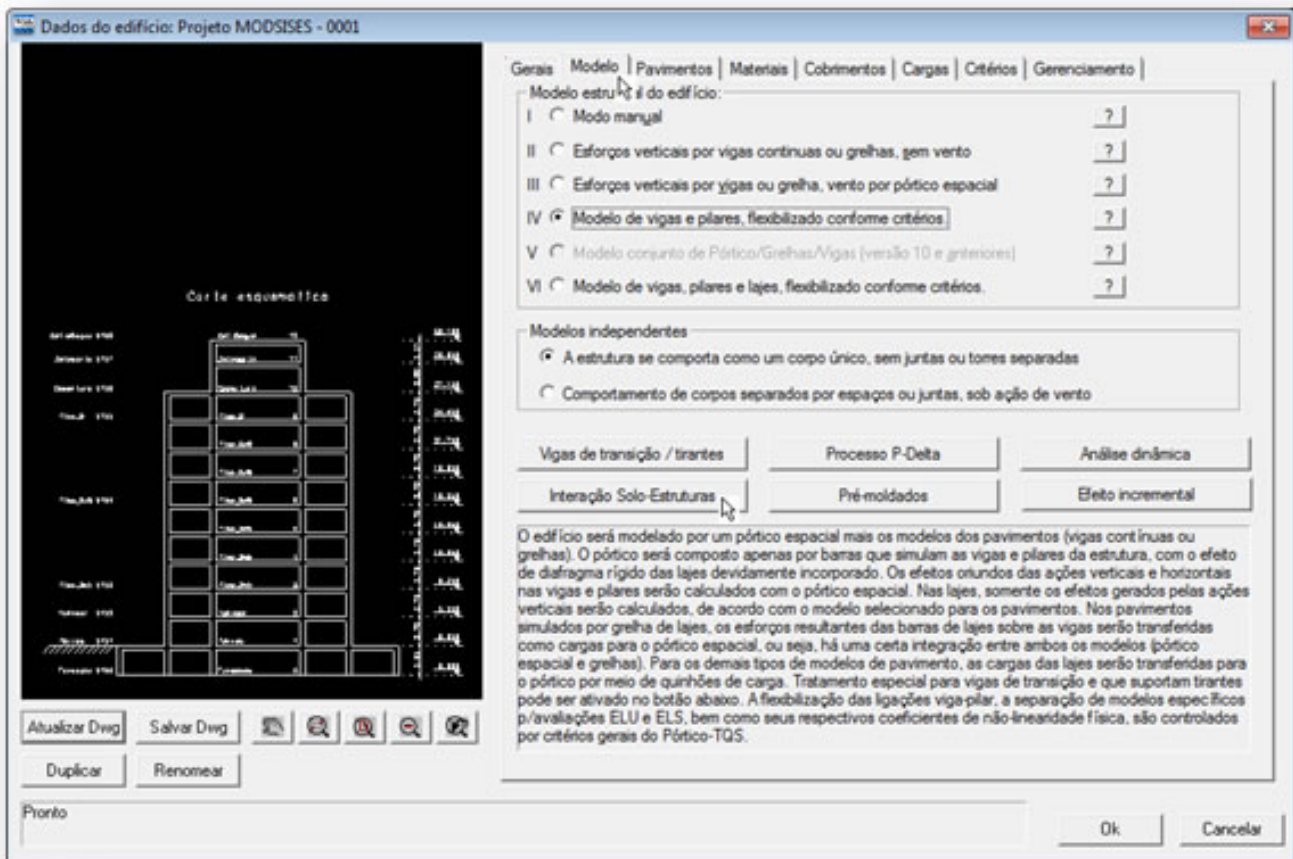 Dados do edifício: Projeto MODSISES - 0001
Gerais Modelo Pavimentos Materiais Cobrimentos Cargas Critérios Gerenciamento
Modelo estrutural do edifício:
I Modo manual ?
II Esforços verticais por vigas contínuas ou grelhas, sem vento ?
III Esforços verticais por vigas ou grelha, vento por pórtico espacial ?
IV Modelo de vigas e pilares, flexibilizado conforme critérios. ?
V Modelo conjunto de Pórtico/Grelhas/Vigas (versão 10 e anteriores) ?
VI Modelo de vigas, pilares e lajes, flexibilizado conforme critérios. ?
Corte esquemático
Modelos independentes
A estrutura se comporta como um corpo único, sem juntas ou torres separadas
Comportamento de corpos separados por espaços ou juntas, sob ação de vento
Vigas de transição / tirantes Processo P-Delta Análise dinâmica
Interação Solo-Estruturas Pré-moldados Efeito incremental
O edifício será modelado por um pórtico espacial mais os modelos dos pavimentos (vigas contínuas ou
grelhas). O pórtico será composto apenas por barras que simulam as vigas e pilares da estrutura, com o efeito
de diafragma rígido das lajes devidamente incorporado. Os efeitos oriundos das ações verticais e horizontais
nas vigas e pilares serão calculados com o pórtico espacial. Nas lajes, somente os efeitos gerados pelas ações
verticais serão calculados, de acordo com o modelo selecionado para os pavimentos. Nos pavimentos
simulados por grelha de lajes, os esforços resultantes das barras de lajes sobre as vigas serão transferidas
como cargas para o pórtico espacial, ou seja, há uma certa integração entre ambos os modelos (pórtico
espacial e grelhas). Para os demais tipos de modelos de pavimento, as cargas das lajes serão transferidas para
o pórtico por meio de quinhões de carga. Tratamento especial para vigas de transição e que suportam tirantes
pode ser ativado no botão abaixo. A flexibilização das ligações viga-pilar, a separação de modelos específicos
p/avaliações ELU e ELS, bem como seus respectivos coeficientes de não-linearidade física, são controlados
por critérios gerais do Pórtico-TQS.
Atualizar Dwg Salvar Dwg
Duplicar Renomear
Pronto
Ok Cancelar